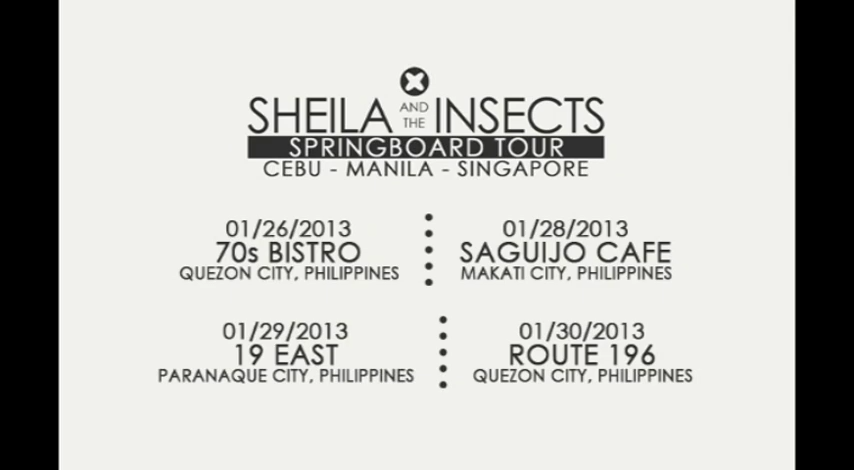 SHEILA AND THE INSECTS
SPRINGBOARD TOUR
CEBU - MANILA - SINGAPORE
01/26/2013
70s BISTRO
QUEZON CITY, PHILIPPINES
01/28/2013
SAGUIJO CAFE
MAKATI CITY, PHILIPPINES
01/29/2013
19 EAST
PARANAQUE CITY, PHILIPPINES
01/30/2013
ROUTE 196
QUEZON CITY, PHILIPPINES